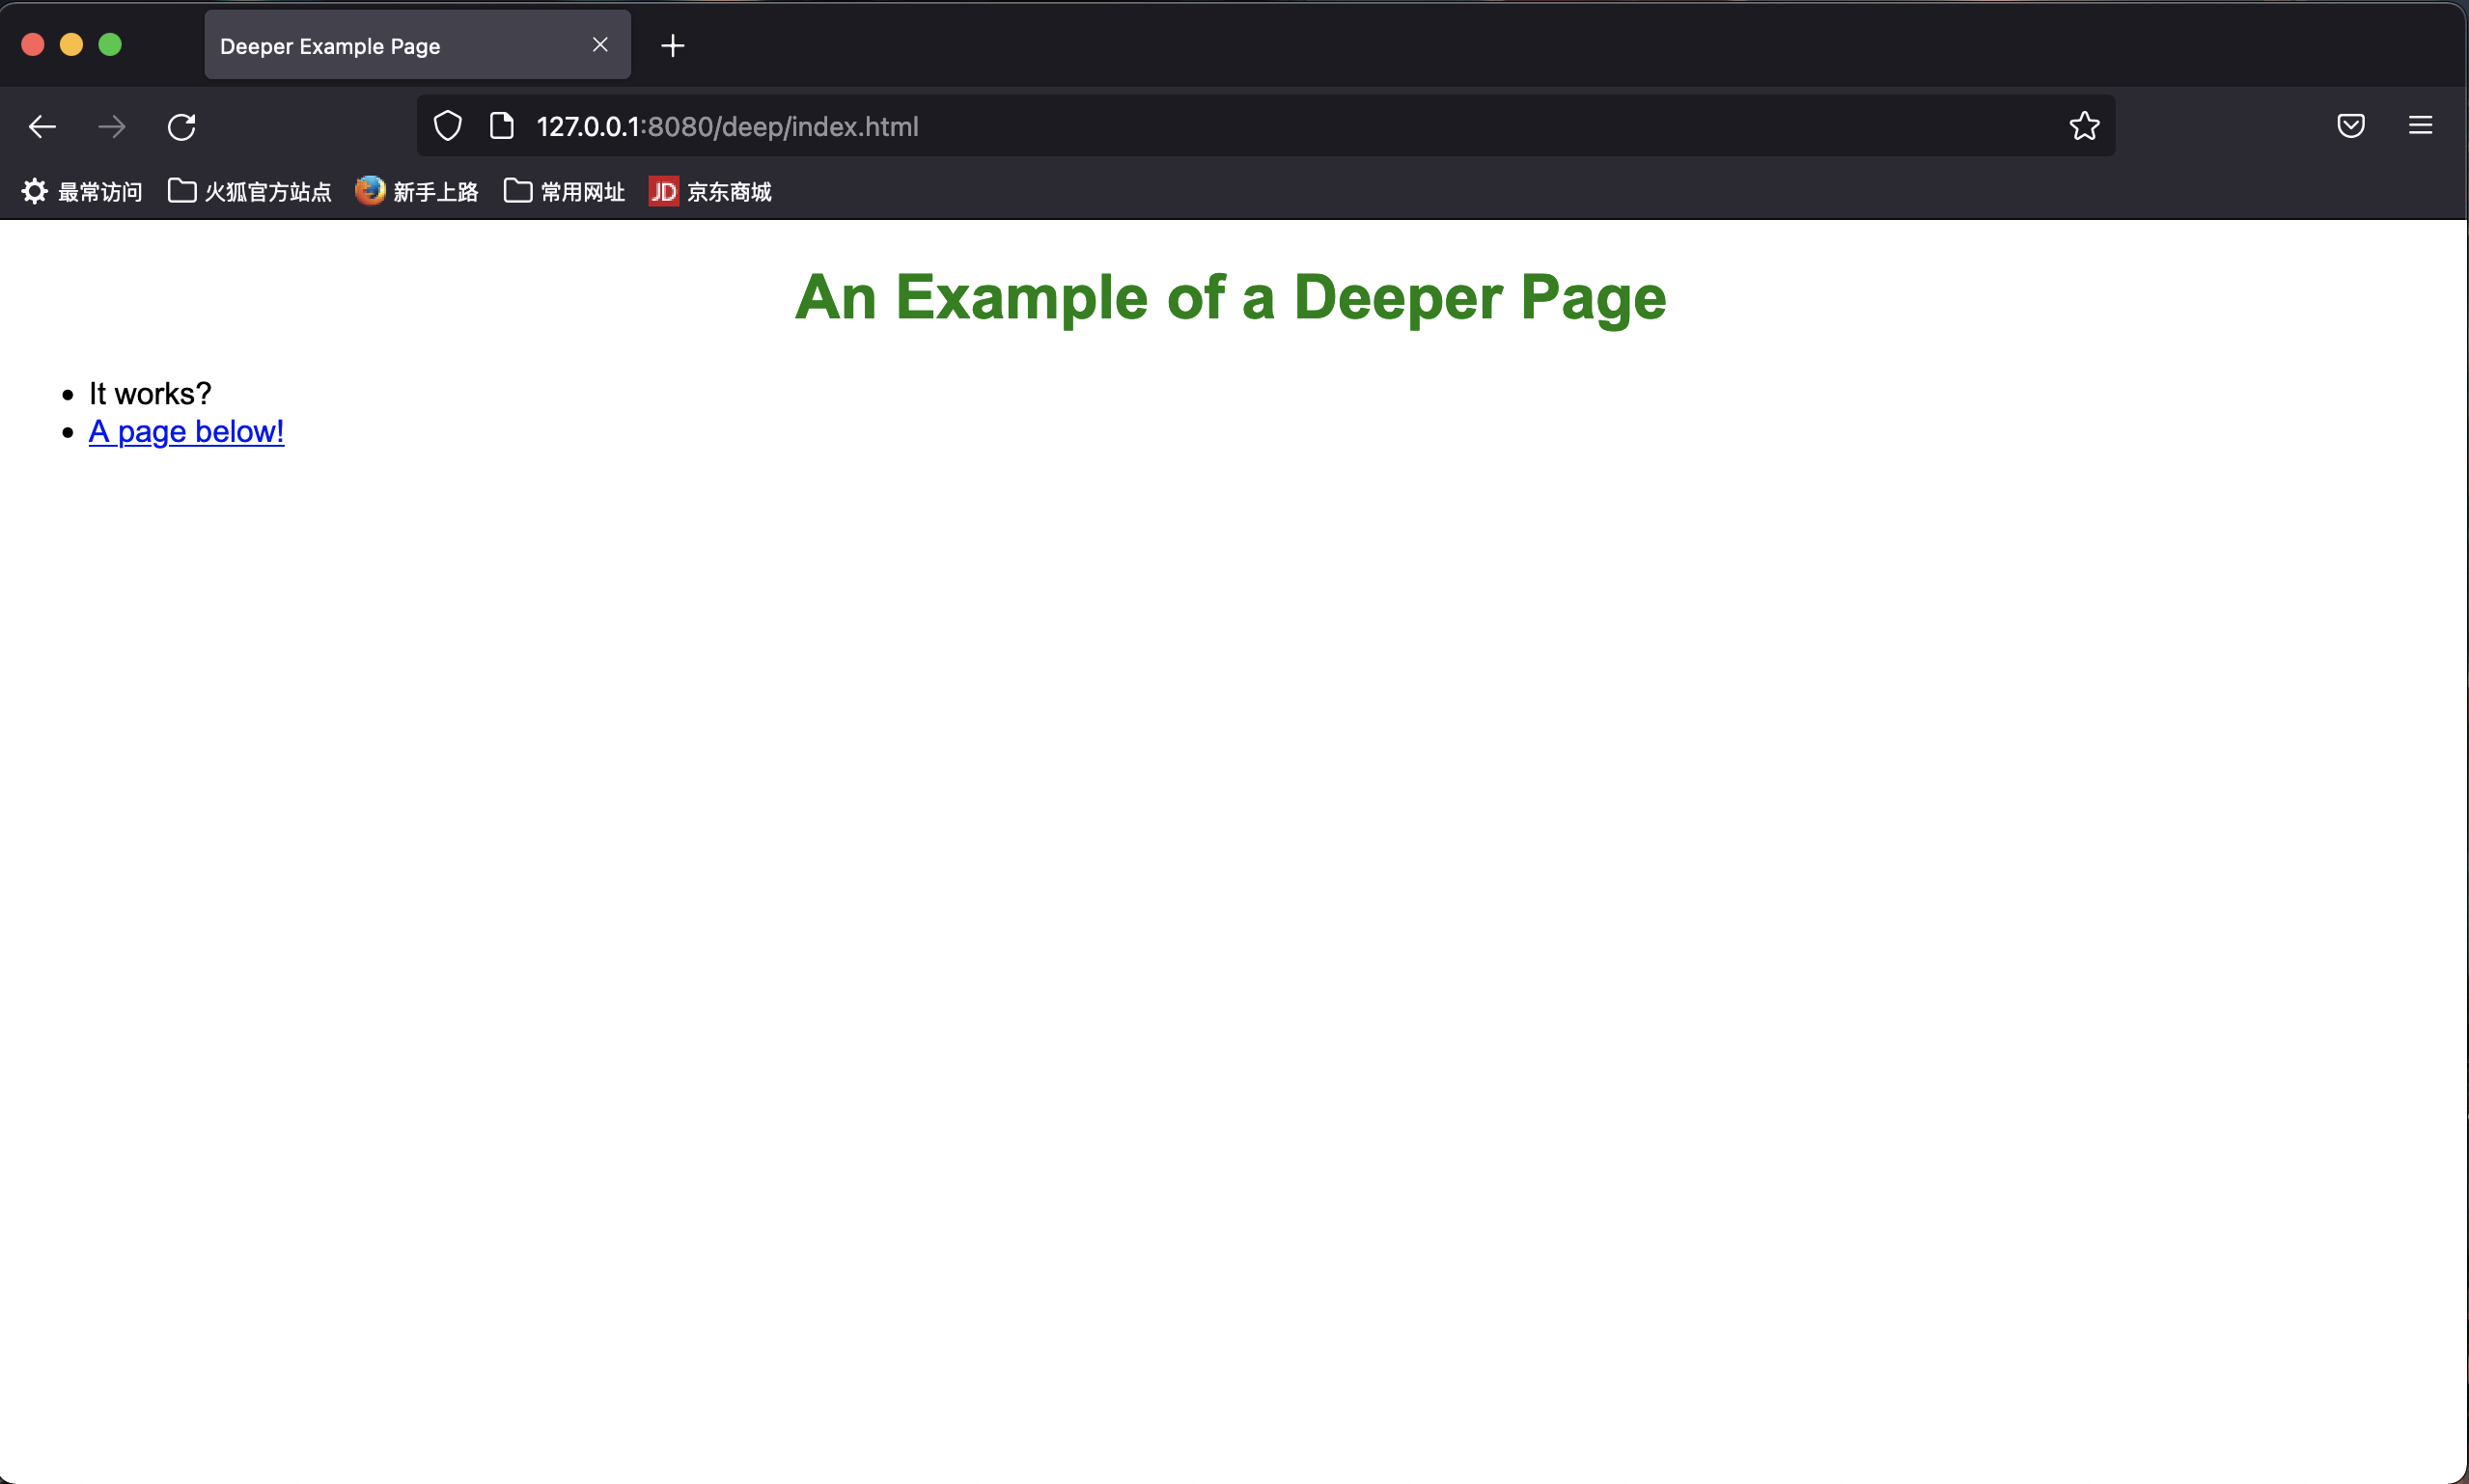 Deeper Example Page
127.0.0.1:8080/deep/index.html
最常访问 火狐官方站点 新手上路 常用网址 JD 京东商城
An Example of a Deeper Page
It works?
A page below!